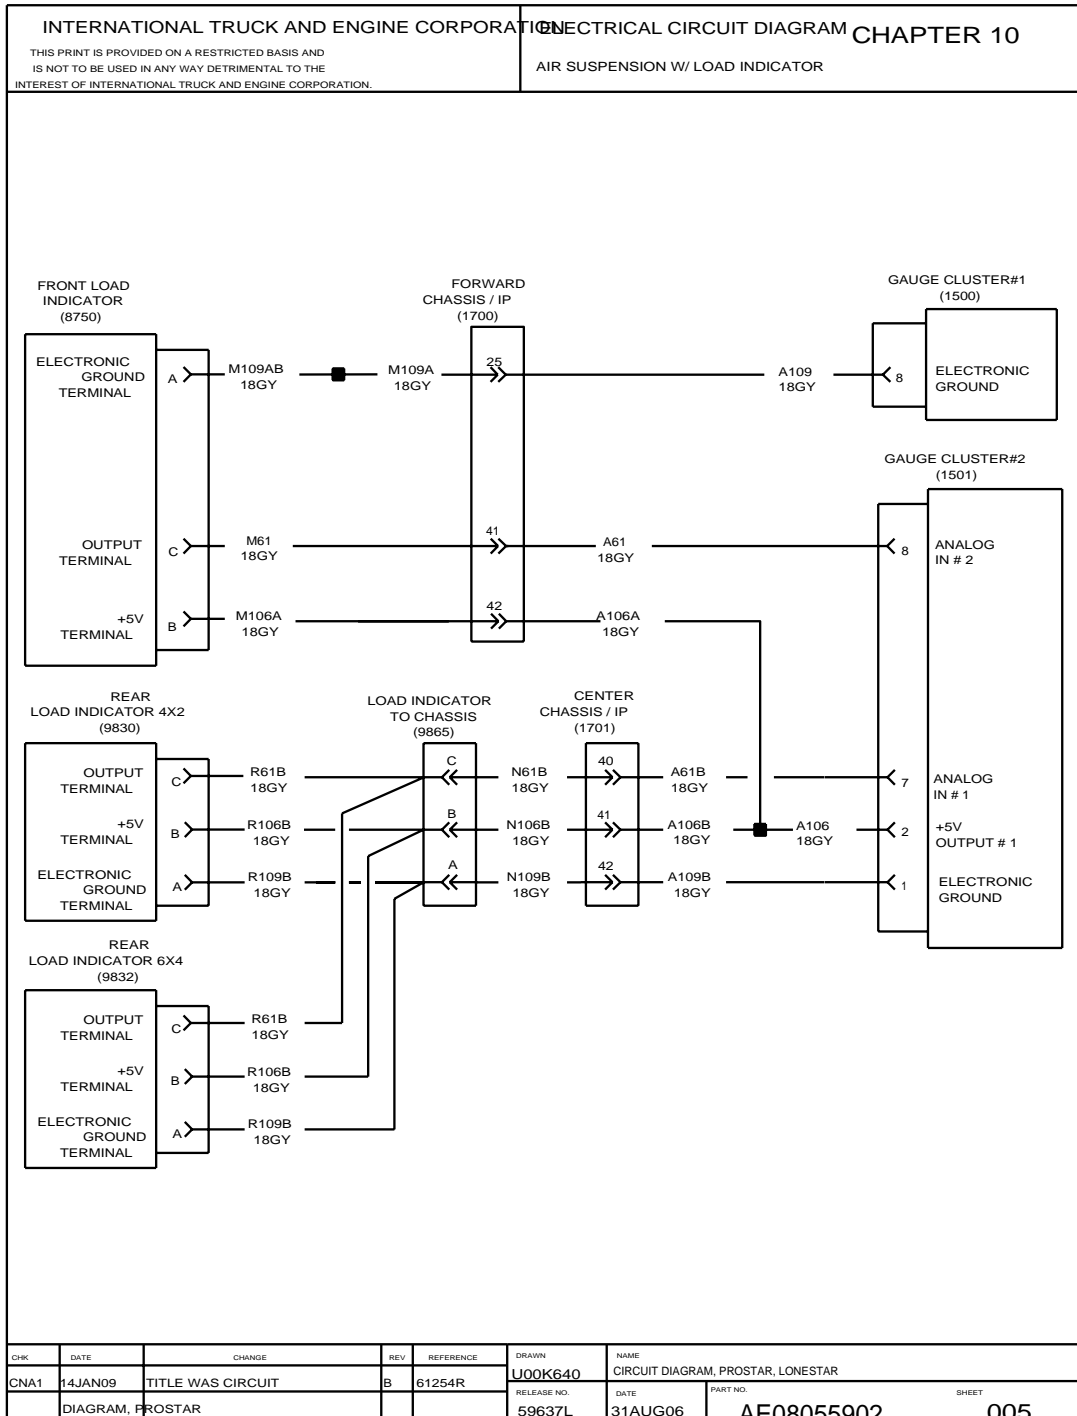 INTERNATIONAL TRUCK AND ENGINE CORPORATION
THIS PRINT IS PROVIDED ON A RESTRICTED BASIS AND
IS NOT TO BE USED IN ANY WAY DETRIMENTAL TO THE
INTEREST OF INTERNATIONAL TRUCK AND ENGINE CORPORATION.
ELECTRICAL CIRCUIT DIAGRAM
CHAPTER 10
AIR SUSPENSION W/ LOAD INDICATOR
FRONT LOAD
INDICATOR
(8750)
ELECTRONIC
GROUND
TERMINAL
A
M109AB
18GY
M109A
18GY
OUTPUT
TERMINAL
C
M61
18GY
+5V
TERMINAL
B
M106A
18GY
FORWARD
CHASSIS / IP
(1700)
25
41
42
A109
18GY
A61
18GY
A106A
18GY
GAUGE CLUSTER#1
(1500)
8
ELECTRONIC
GROUND
GAUGE CLUSTER#2
(1501)
8
ANALOG
IN # 2
7
ANALOG
IN # 1
2
+5V
OUTPUT # 1
1
ELECTRONIC
GROUND
REAR
LOAD INDICATOR 4X2
(9830)
OUTPUT
TERMINAL
C
R61B
18GY
+5V
TERMINAL
B
R106B
18GY
ELECTRONIC
GROUND
TERMINAL
A
R109B
18GY
LOAD INDICATOR
TO CHASSIS
(9865)
C
B
A
N61B
18GY
N106B
18GY
N109B
18GY
CENTER
CHASSIS / IP
(1701)
40
41
42
A61B
18GY
A106B
18GY
A106
18GY
A109B
18GY
REAR
LOAD INDICATOR 6X4
(9832)
OUTPUT
TERMINAL
C
R61B
18GY
+5V
TERMINAL
B
R106B
18GY
ELECTRONIC
GROUND
TERMINAL
A
R109B
18GY
CHK DATE CHANGE REV REFERENCE
CNA1 14JAN09 TITLE WAS CIRCUIT B 61254R
DIAGRAM, PROSTAR
DRAWN
U00K640
NAME
CIRCUIT DIAGRAM, PROSTAR, LONESTAR
RELEASE NO.
59637L
DATE
31AUG06
PART NO.
AE08055902
SHEET
005